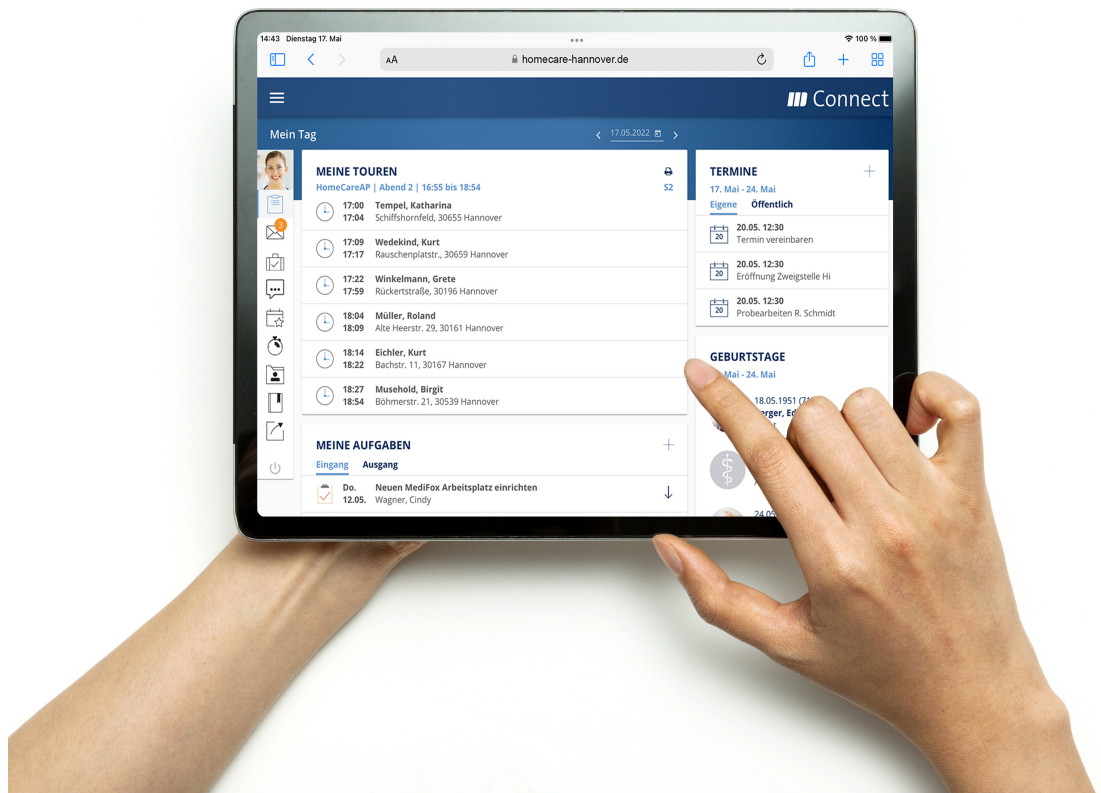 14:43 Dienstag 17. Mai
100 %
AA
homecare-hannover.de
Connect
Mein Tag
17.05.2022
MEINE TOUREN
HomeCareAP | Abend 2 | 16:55 bis 18:54
S2
17:00 Tempel, Katharina
17:04 Schiffshornfeld, 30655 Hannover
17:09 Wedekind, Kurt
17:17 Rauschenplatstr., 30659 Hannover
17:22 Winkelmann, Grete
17:59 Rückertstraße, 30196 Hannover
18:04 Müller, Roland
18:09 Alte Heerstr. 29, 30161 Hannover
18:14 Eichler, Kurt
18:22 Bachstr. 11, 30167 Hannover
18:27 Musehold, Birgit
18:54 Böhmerstr. 21, 30539 Hannover
3
MEINE AUFGABEN
Eingang Ausgang
Do. Neuen MediFox Arbeitsplatz einrichten
12.05. Wagner, Cindy
TERMINE
17. Mai - 24. Mai
Eigene Öffentlich
20 20.05. 12:30
Termin vereinbaren
20 20.05. 12:30
Eröffnung Zweigstelle Hi
20 20.05. 12:30
Probearbeiten R. Schmidt
GEBURTSTAGE
Mai - 24. Mai
18.05.1951
24.05